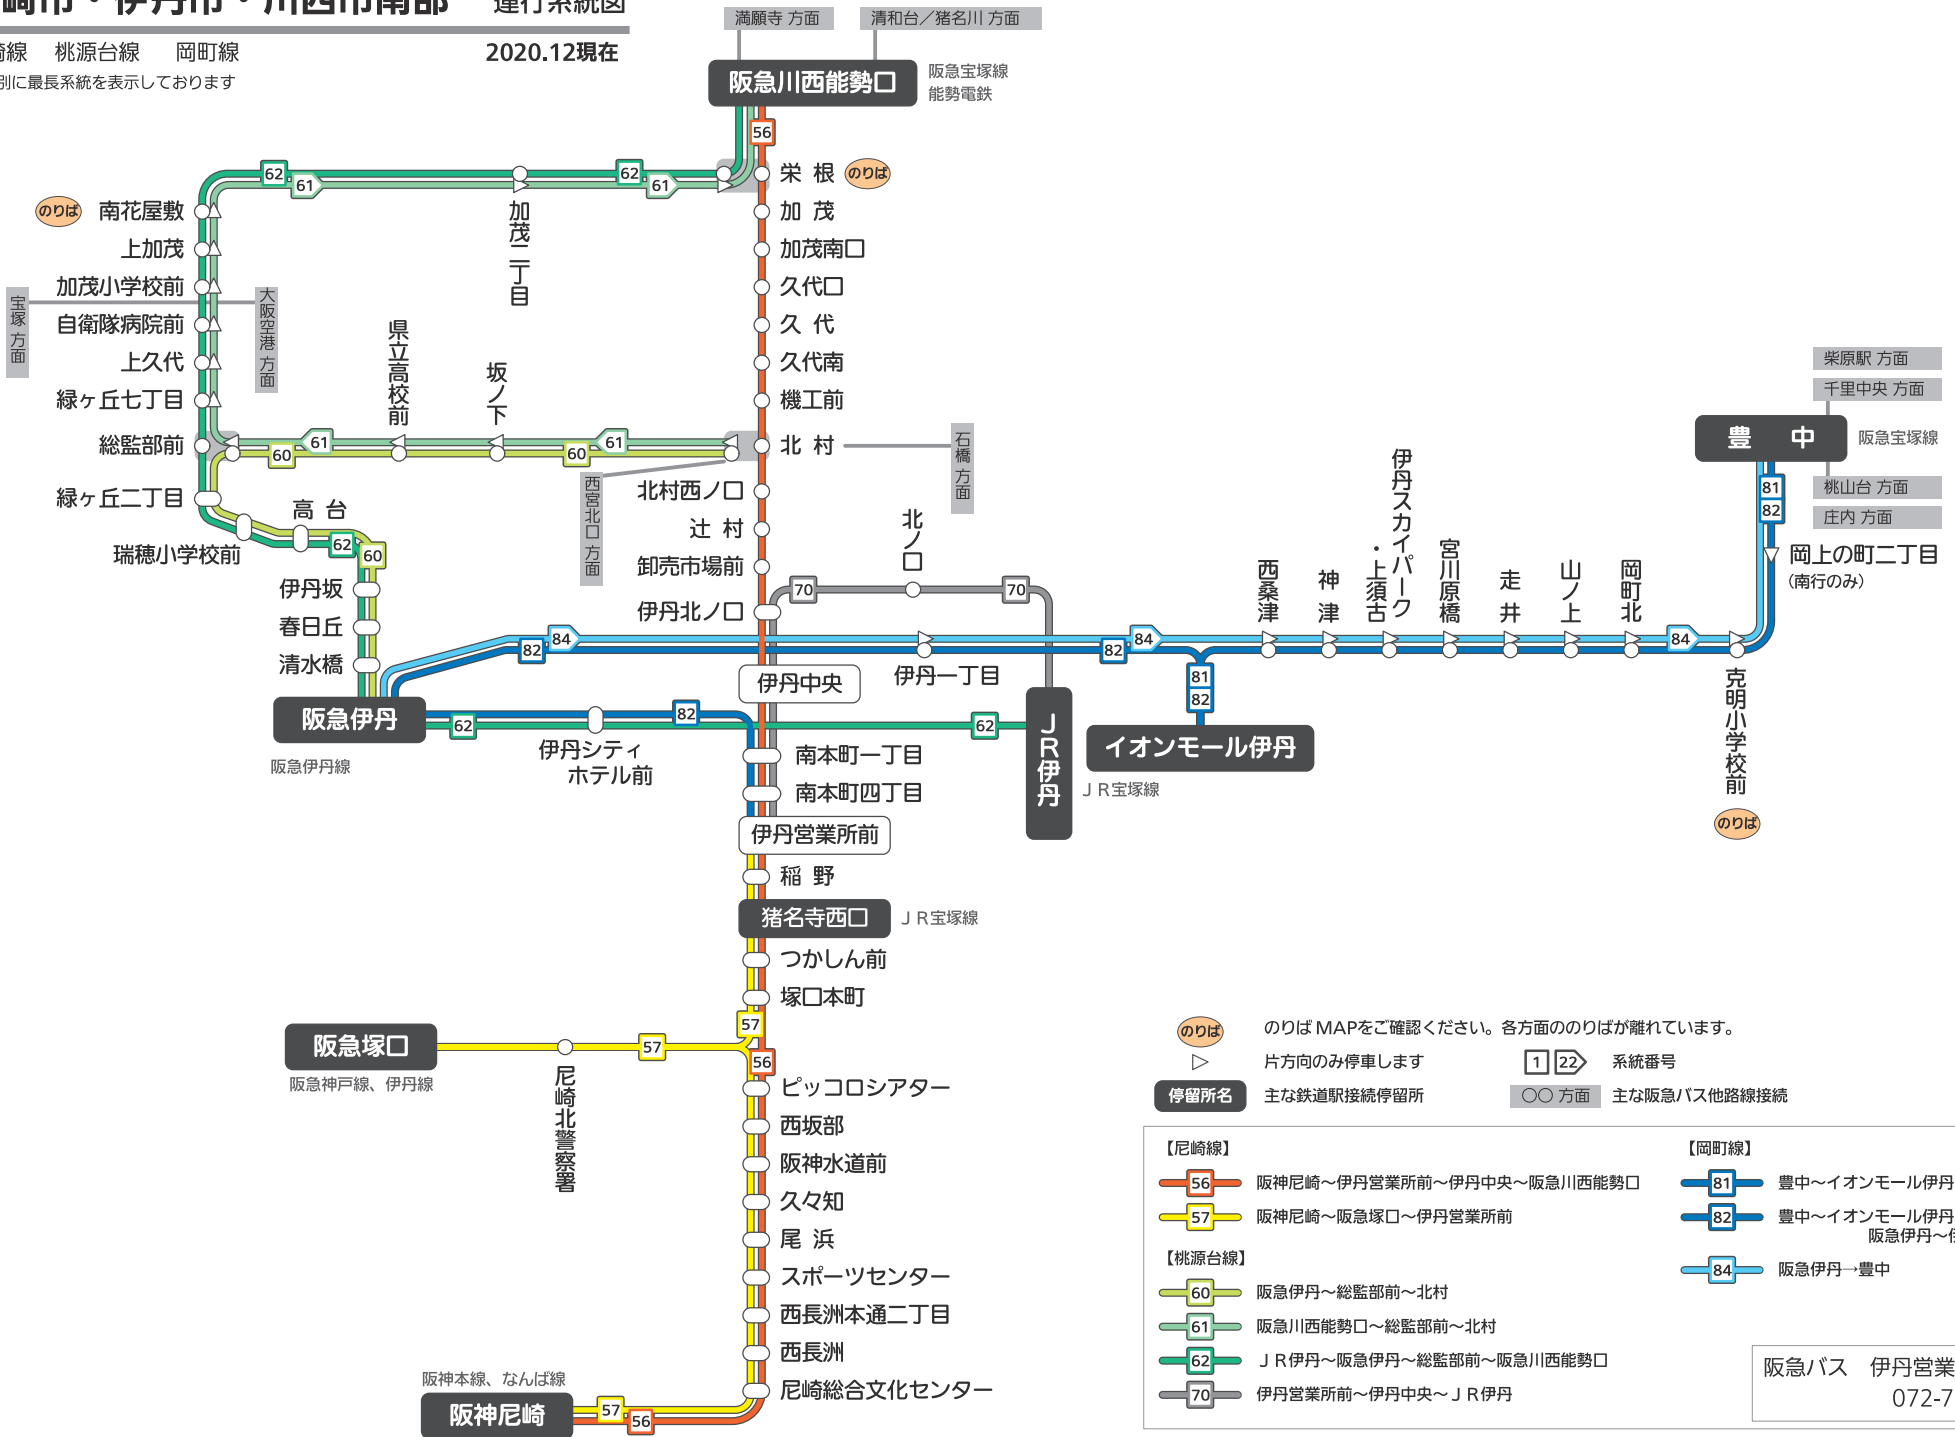 崎市・伊丹市・川西市南部 運行系統図
崎線 桃源台線 岡町線 2020.12現在
別に最長系統を表示しております
満願寺 方面
清和台／猪名川 方面
阪急川西能勢口
阪急宝塚線
能勢電鉄
56
62
61
62
61
加茂二丁目
栄根
のりば
加茂
加茂南口
久代口
久代
久代南
機工前
北村
石橋 方面
のりば
南花屋敷
上加茂
加茂小学校前
自衛隊病院前
上久代
緑ヶ丘七丁目
総監部前
緑ヶ丘二丁目
宝塚 方面
大阪空港 方面
県立高校前
坂ノ下
61
60
61
60
西宮北口 方面
瑞穂小学校前
高台
62
60
伊丹坂
春日丘
清水橋
北村西ノ口
辻村
卸売市場前
伊丹北ノ口
70
北ノ口
70
阪急伊丹
阪急伊丹線
84
82
伊丹中央
伊丹一丁目
84
82
81
82
イオンモール伊丹
西桑津
神津
伊丹スカイパーク
・上須古
宮川原橋
走井
山ノ上
岡町北
84
克明小学校前
のりば
柴原駅 方面
千里中央 方面
豊中
阪急宝塚線
桃山台 方面
庄内 方面
81
82
岡上の町二丁目
(南行のみ)
62
伊丹シティ
ホテル前
82
62
ＪＲ伊丹
ＪＲ宝塚線
南本町一丁目
南本町四丁目
伊丹営業所前
稲野
猪名寺西口
ＪＲ宝塚線
つかしん前
塚口本町
57
56
阪急塚口
阪急神戸線、伊丹線
尼崎北警察署
57
ピッコロシアター
西坂部
阪神水道前
久々知
尾浜
スポーツセンター
西長洲本通二丁目
西長洲
尼崎総合文化センター
阪神本線、なんば線
阪神尼崎
57
56
のりば のりば MAPをご確認ください。各方面ののりばが離れています。
片方向のみ停車します
1 22 系統番号
停留所名 主な鉄道駅接続停留所
○○ 方面 主な阪急バス他路線接続
【尼崎線】
56 阪神尼崎～伊丹営業所前～伊丹中央～阪急川西能勢口
57 阪神尼崎～阪急塚口～伊丹営業所前
【桃源台線】
60 阪急伊丹～総監部前～北村
61 阪急川西能勢口～総監部前～北村
62 ＪＲ伊丹～阪急伊丹～総監部前～阪急川西能勢口
70 伊丹営業所前～伊丹中央～ＪＲ伊丹
【岡町線】
81 豊中～イオンモール伊丹
82 豊中～イオンモール伊丹
阪急伊丹～伊
84 阪急伊丹→豊中
阪急バス 伊丹営業
072-7